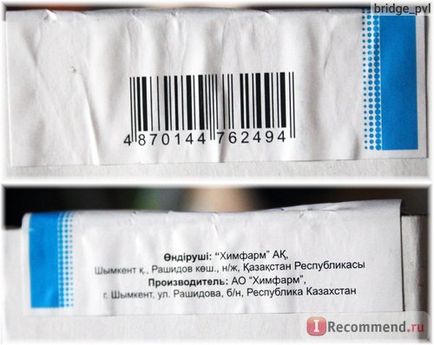 bridge_pvl
4 870144 762494
Өндіруші: "Химфарм" АҚ,
Шымкент қ., Рашидов көш., н/ж, Қазақстан Республикасы
Производитель: АО "Химфарм",
г. Шымкент, ул. Рашидова, б/н, Республика Казахстан
I Recommend.ru